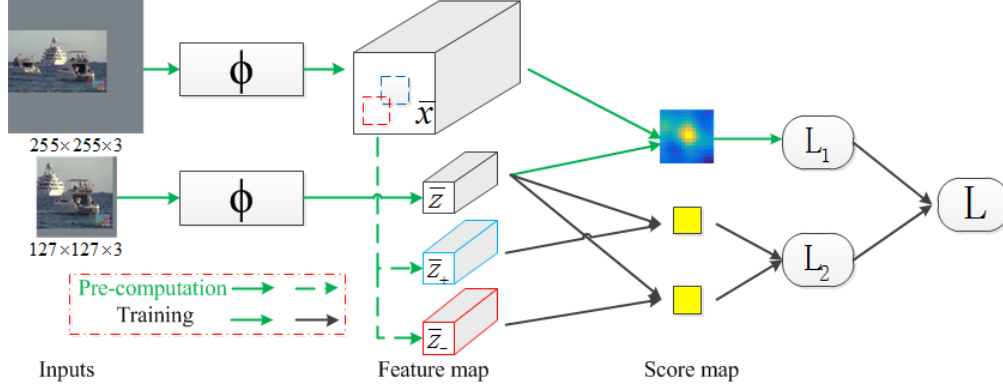 ϕ
x̄
255×255×3
L₁
ϕ
z̄
L
127×127×3
z̄₊
L₂
Pre-computation
Training
z̄₋
Inputs
Feature map
Score map